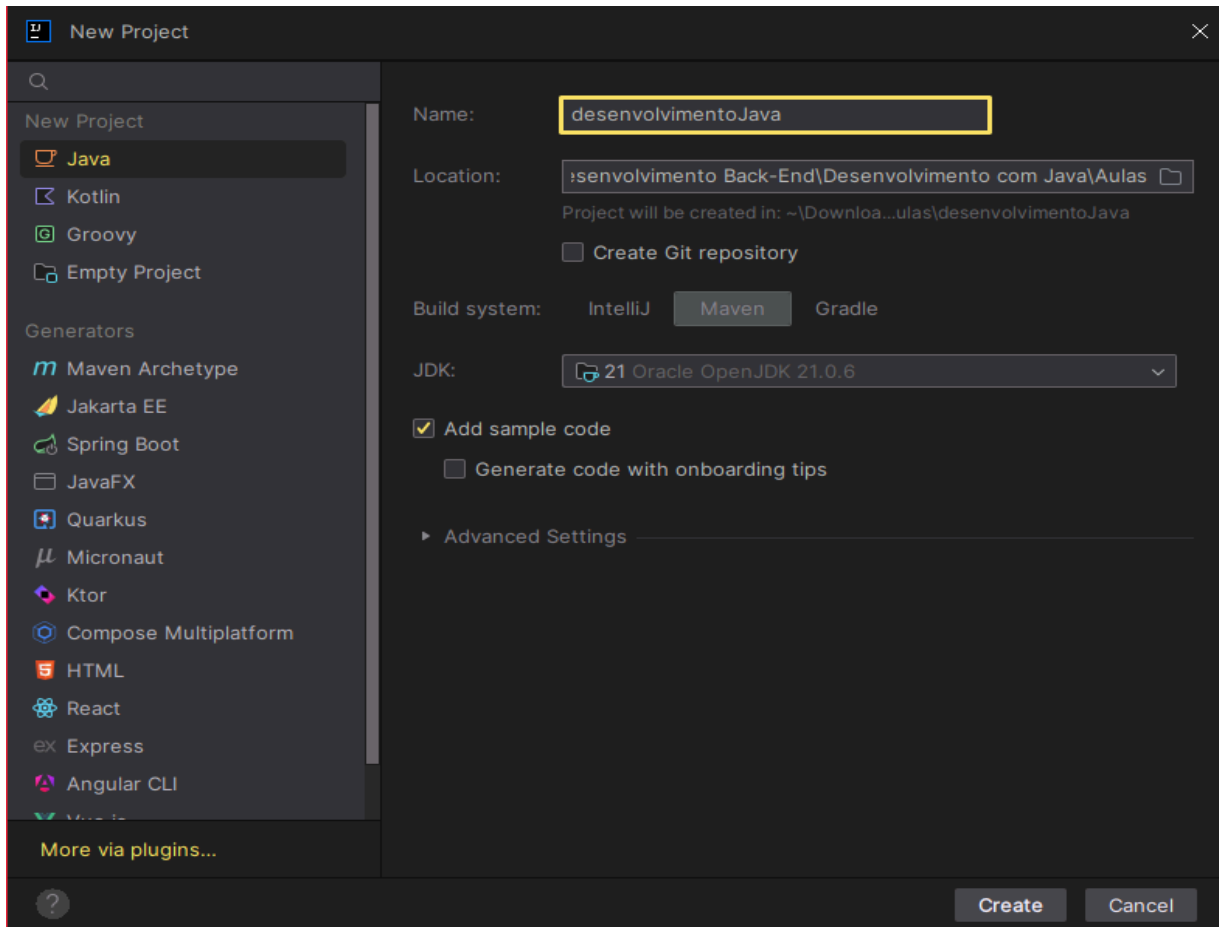 New Project
New Project
Java
Kotlin
Groovy
Empty Project
Generators
Maven Archetype
Jakarta EE
Spring Boot
JavaFX
Quarkus
Micronaut
Ktor
Compose Multiplatform
HTML
React
ex Express
Angular CLI
More via plugins...
Name: desenvolvimentoJava
Location: esenvolvimento Back-End\Desenvolvimento com Java\Aulas
Project will be created in: ~\Downloa...ulas\desenvolvimentoJava
Create Git repository
Build system: IntelliJ Maven Gradle
JDK: 21 Oracle OpenJDK 21.0.6
Add sample code
Generate code with onboarding tips
Advanced Settings
?
Create Cancel